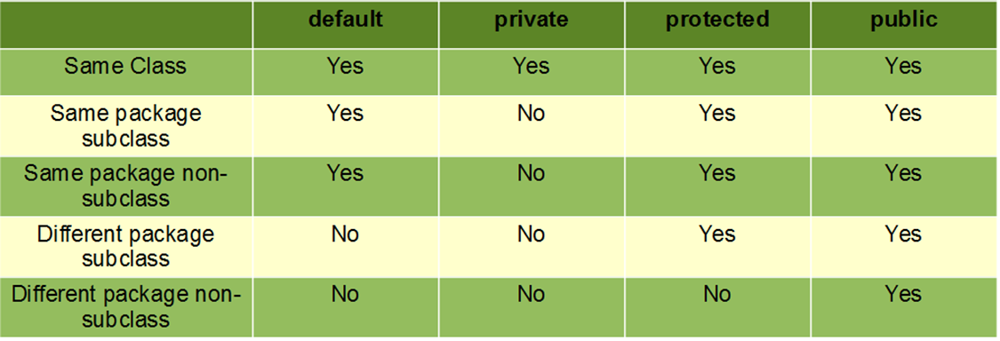 default private protected public
Same Class Yes Yes Yes Yes
Same package
subclass Yes No Yes Yes
Same package non-
subclass Yes No Yes Yes
Different package
subclass No No Yes Yes
Different package non-
subclass No No No Yes